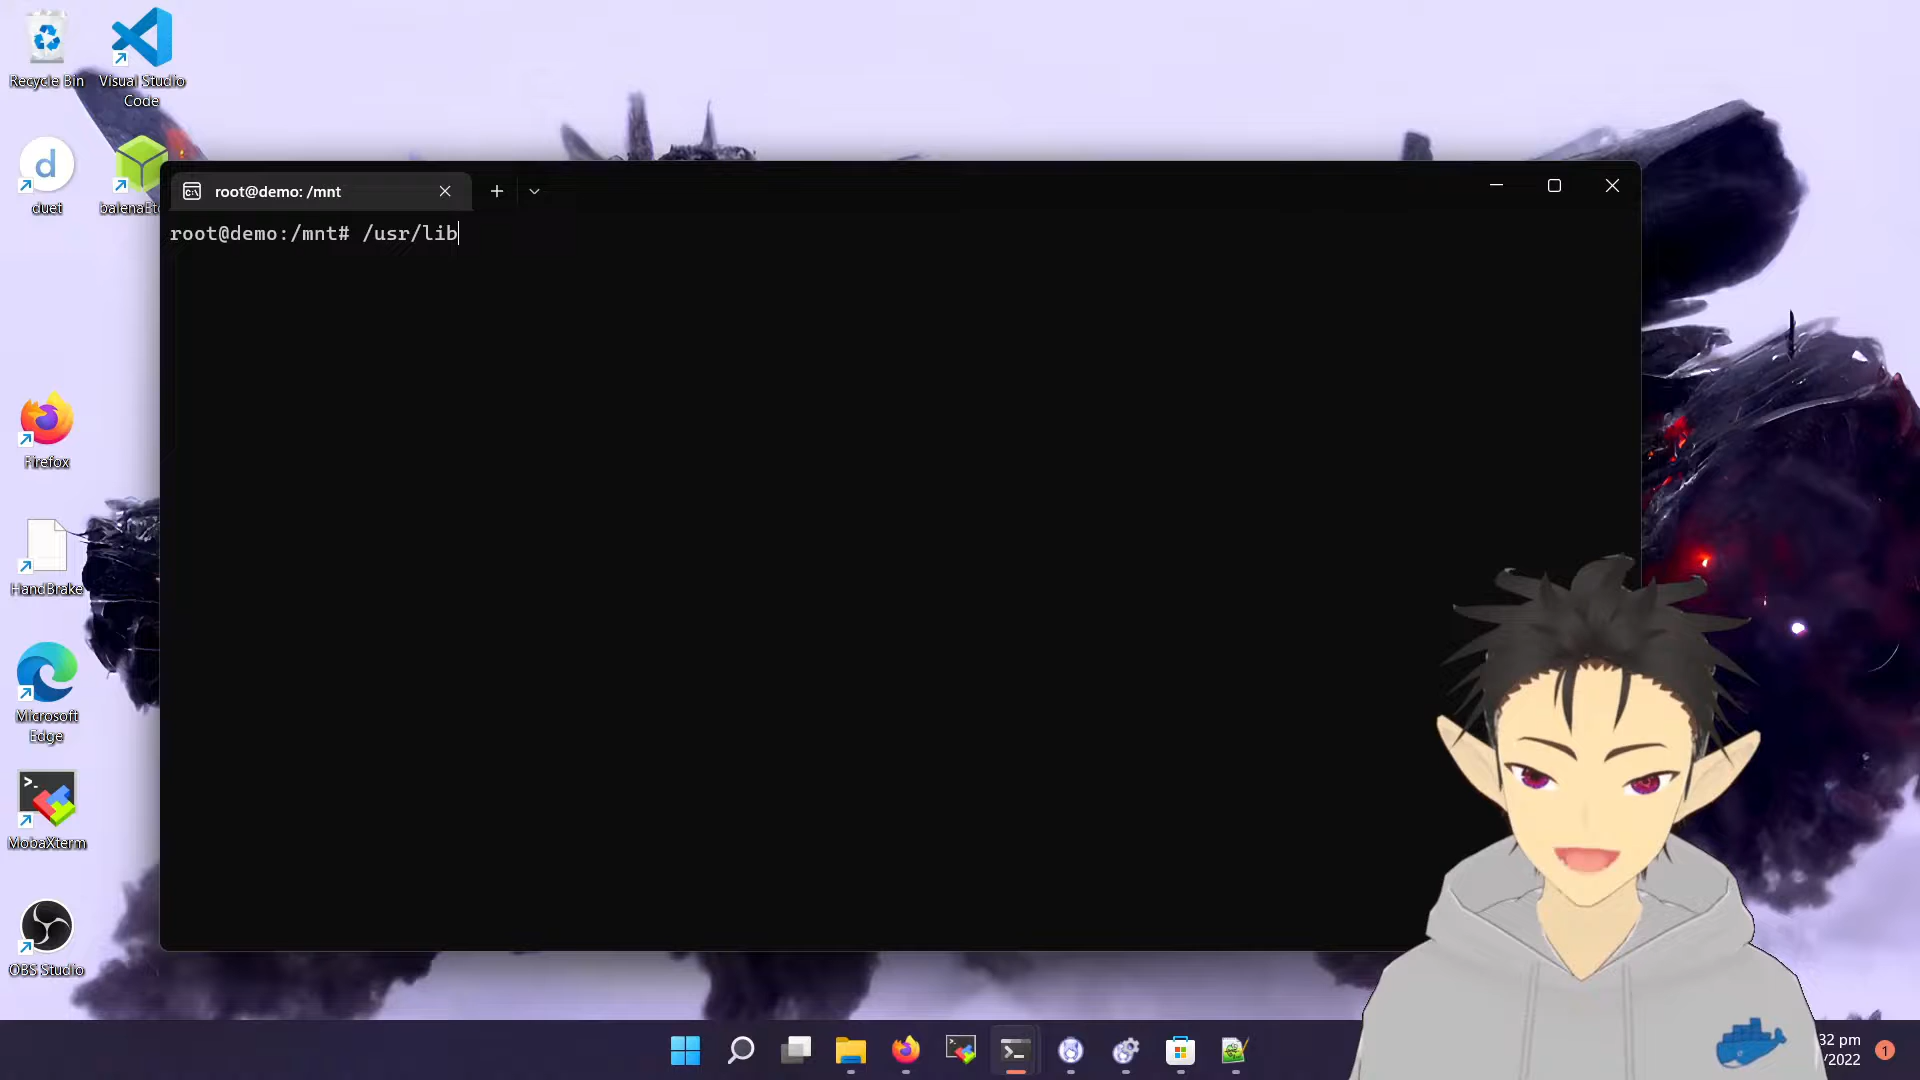 Recycle Bin
Visual Studio
Code
duet
root@demo: /mnt
root@demo:/mnt# /usr/lib
Firefox
HandBrake
Microsoft
Edge
MobaXterm
OBS Studio
32 pm
/2022
1